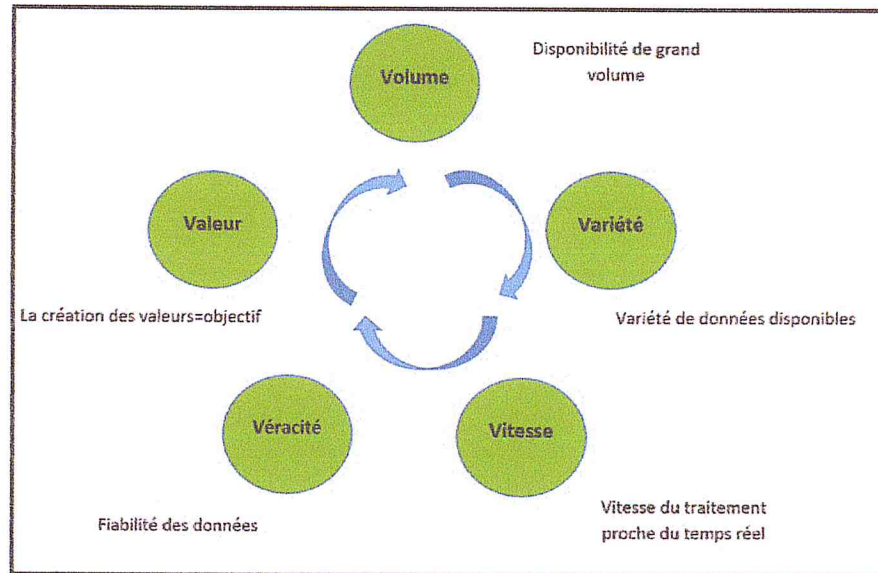 Volume
Disponibilité de grand
volume
Valeur
Variété
La création des valeurs=objectif
Variété de données disponibles
Véracité
Vitesse
Fiabilité des données
Vitesse du traitement
proche du temps réel